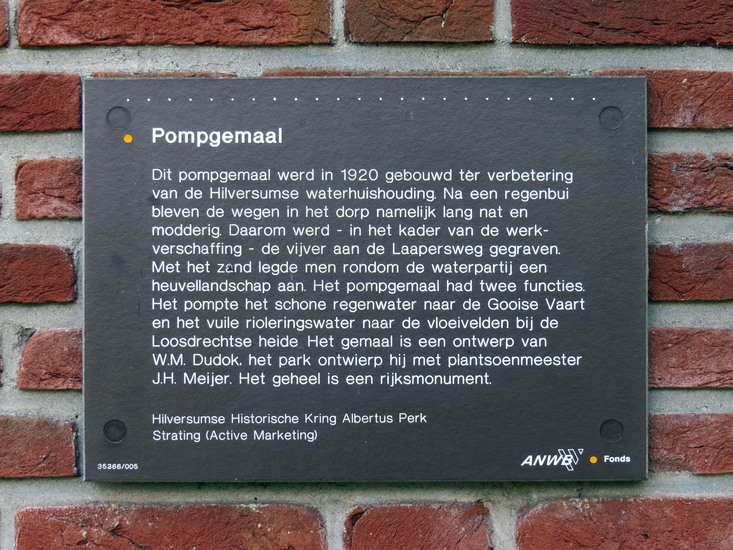 Pompgemaal
Dit pompgemaal werd in 1920 gebouwd ter verbetering
van de Hilversumse waterhuishouding. Na een regenbui
bleven de wegen in het dorp namelijk lang nat en
modderig. Daarom werd - in het kader van de werk-
verschaffing - de vijver aan de Laapersweg gegraven.
Met het zand legde men rondom de waterpartij een
heuvellandschap aan. Het pompgemaal had twee functies.
Het pompte het schone regenwater naar de Gooise Vaart
en het vuile rioleringswater naar de vloeivelden bij de
Loosdrechtse heide. Het gemaal is een ontwerp van
W.M. Dudok, het park ontwierp hij met plantsoenmeester
J.H. Meijer. Het geheel is een rijksmonument.
Hilversumse Historische Kring Albertus Perk
Strating (Active Marketing)
35366/005
ANWB Fonds